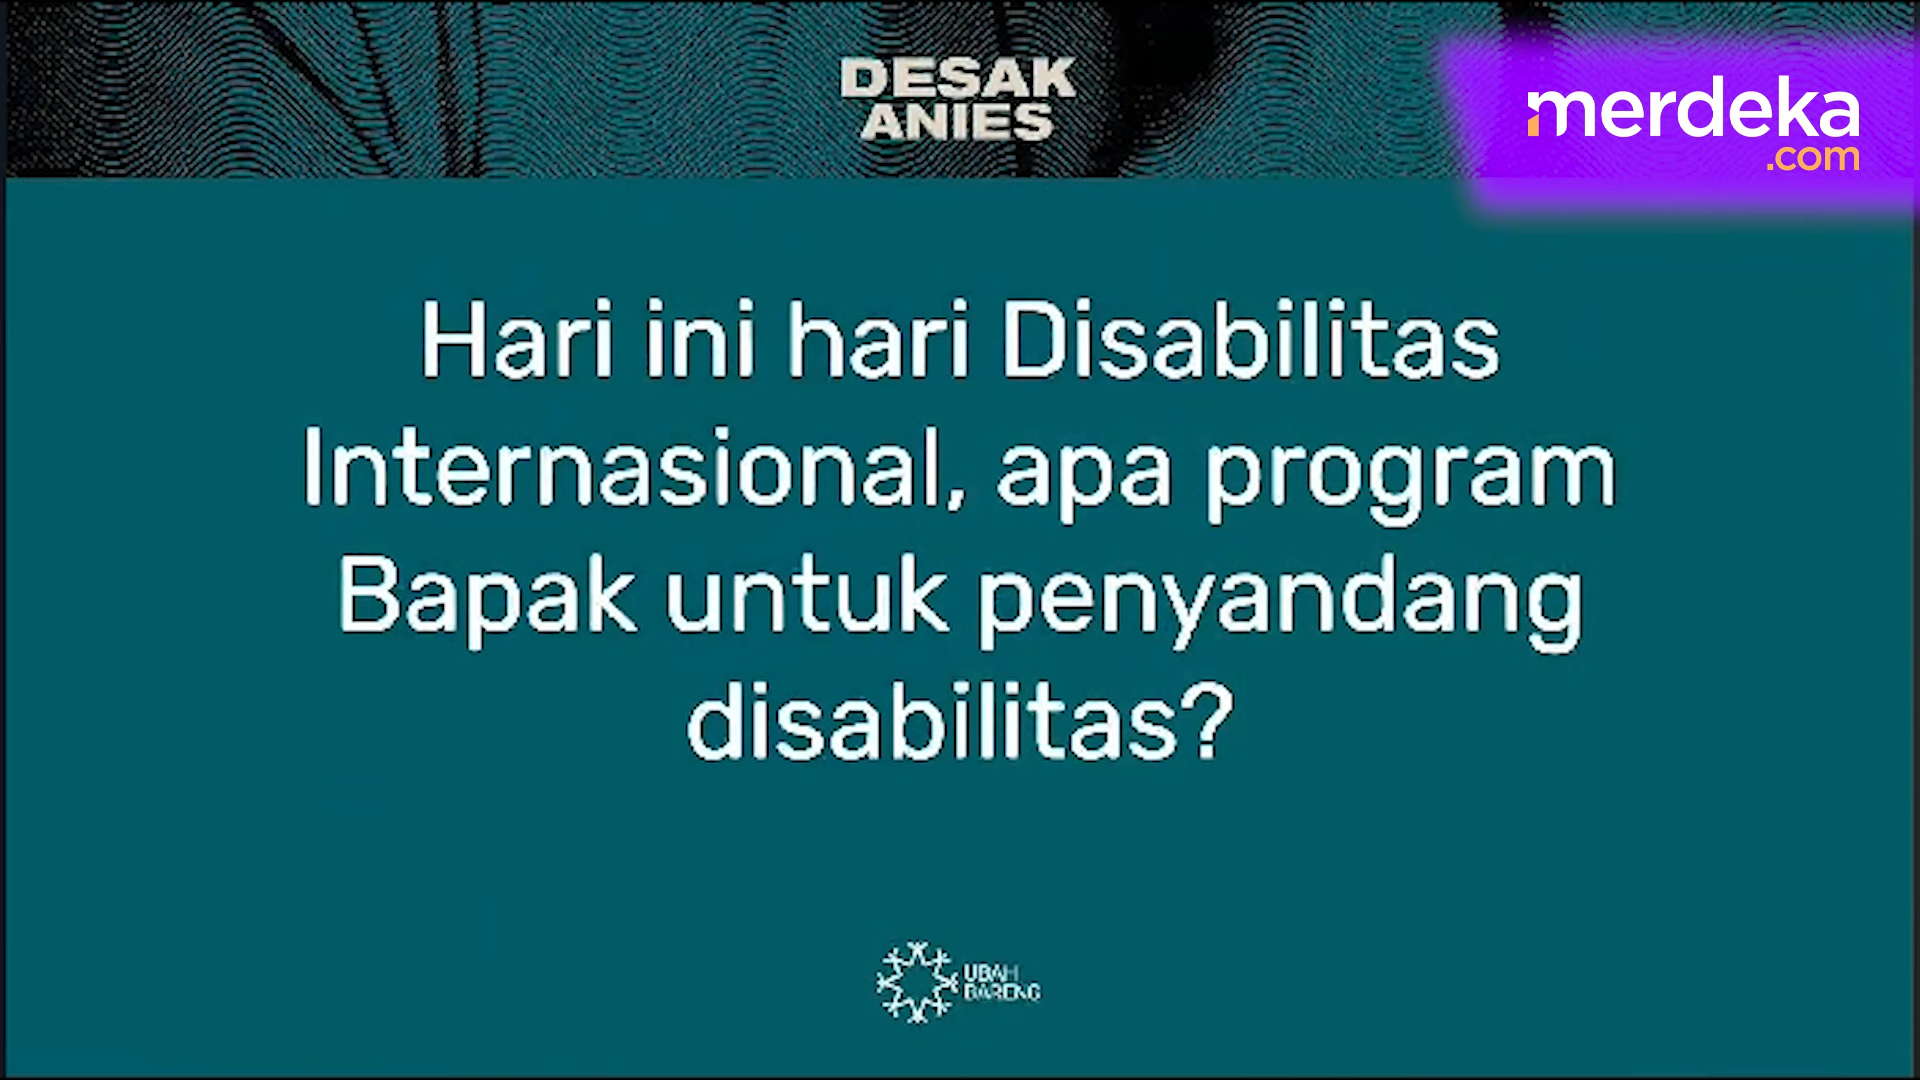 DESAK
ANIES
merdeka
.com
Hari ini hari Disabilitas
Internasional, apa program
Bapak untuk penyandang
disabilitas?
UBAH
BARENG